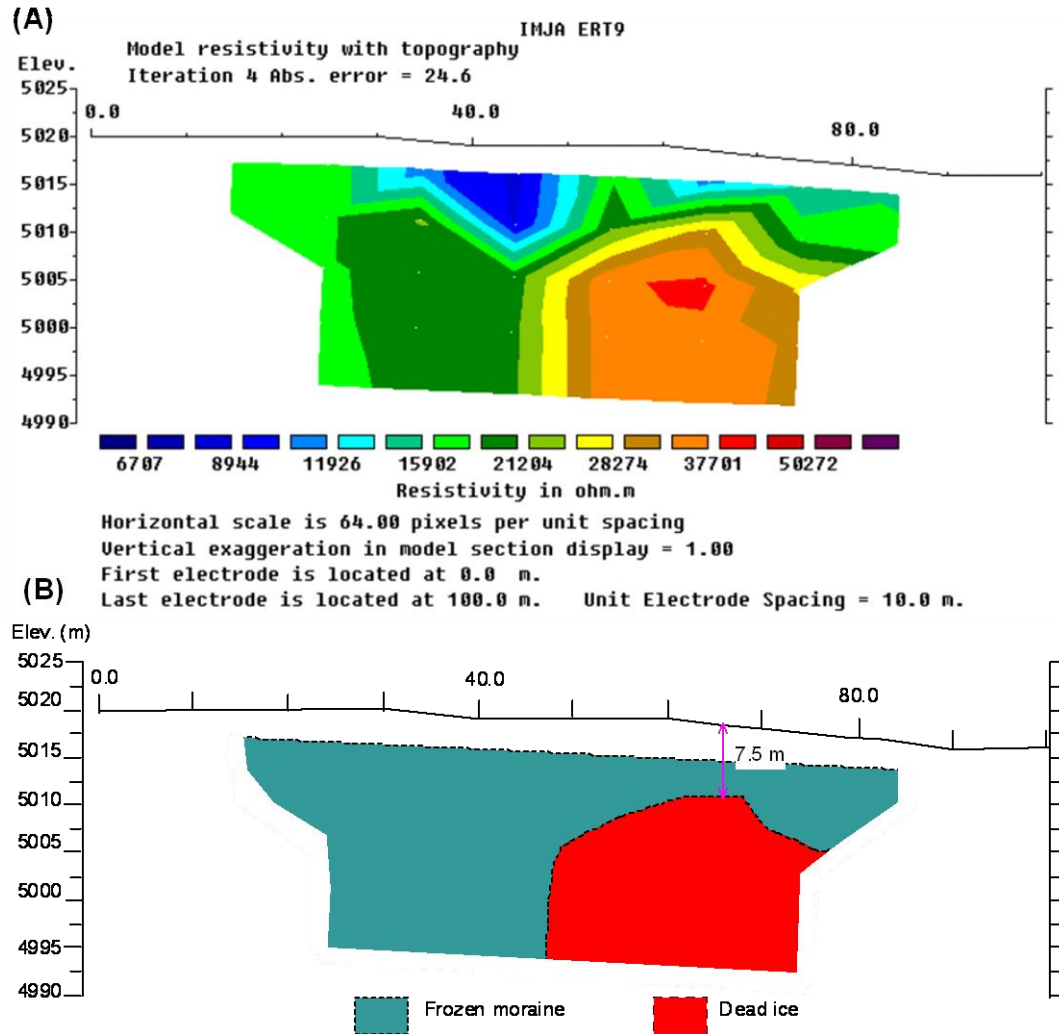 (A)
IMJA ERT9
Model resistivity with topography
Elev.
Iteration 4 Abs. error = 24.6
5025
0.0
40.0
80.0
5020
5015
5010
5005
5000
4995
4990
6707 8944 11926 15902 21204 28274 37701 50272
Resistivity in ohm.m
Horizontal scale is 64.00 pixels per unit spacing
Vertical exaggeration in model section display = 1.00
First electrode is located at 0.0 m.
(B)
Last electrode is located at 100.0 m. Unit Electrode Spacing = 10.0 m.
Elev. (m)
5025
0.0
40.0
80.0
5020
5015
7.5 m
5010
5005
5000
4995
4990
Frozen moraine
Dead ice